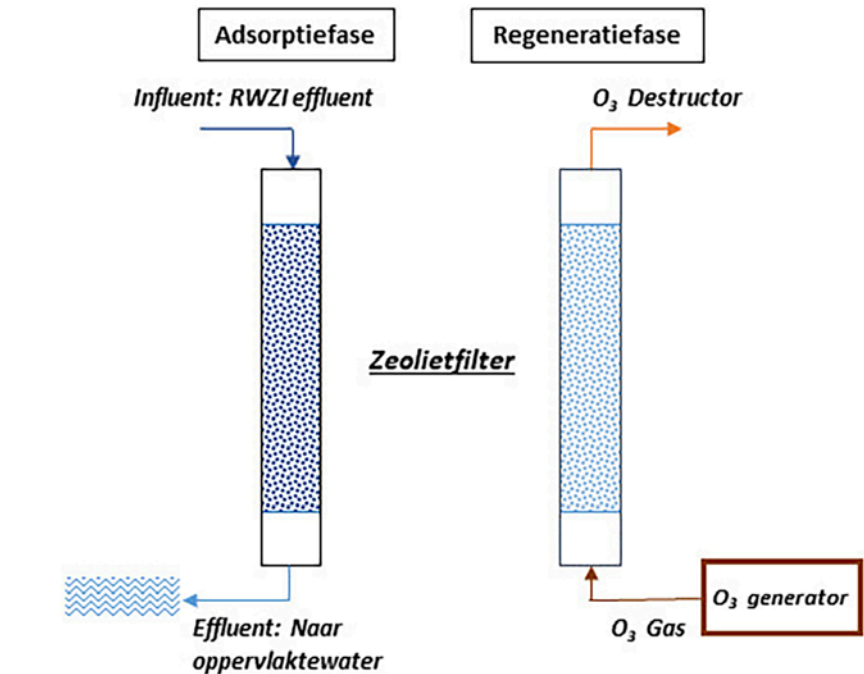 Adsorptiefase
Regeneratiefase
Influent: RWZI effluent
O₃ Destructor
Zeolietfilter
O₃ generator
O₃ Gas
Effluent: Naar
oppervlaktewater